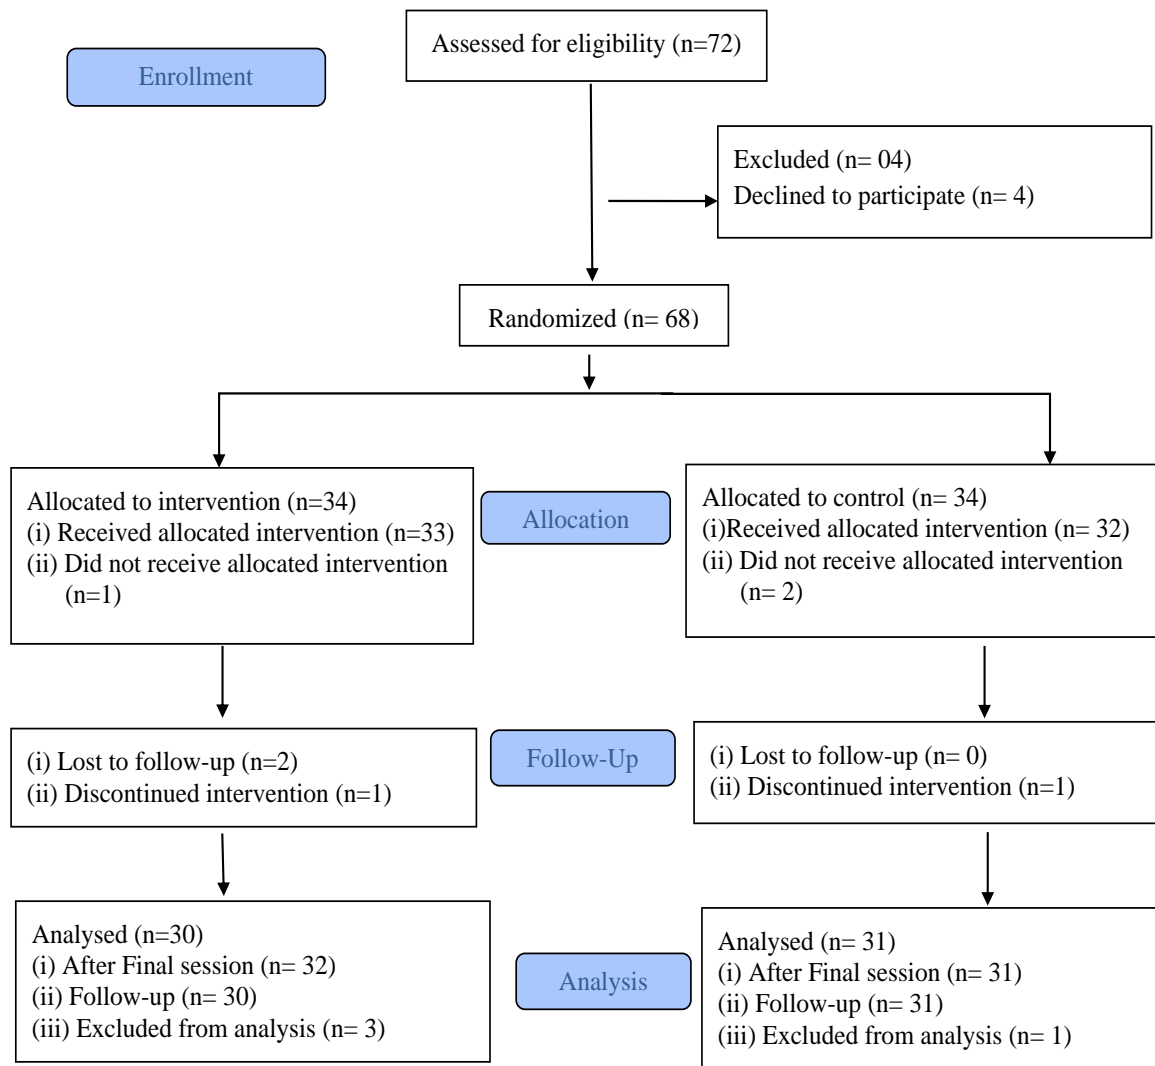 Assessed for eligibility (n=72)
Enrollment
Excluded (n= 04)
Declined to participate (n= 4)
Randomized (n= 68)
Allocated to intervention (n=34)
(i) Received allocated intervention (n=33)
(ii) Did not receive allocated intervention
(n=1)
Allocation
Allocated to control (n= 34)
(i)Received allocated intervention (n= 32)
(ii) Did not receive allocated intervention
(n= 2)
(i) Lost to follow-up (n=2)
(ii) Discontinued intervention (n=1)
Follow-Up
(i) Lost to follow-up (n= 0)
(ii) Discontinued intervention (n=1)
Analysed (n=30)
(i) After Final session (n= 32)
(ii) Follow-up (n= 30)
(iii) Excluded from analysis (n= 3)
Analysis
Analysed (n= 31)
(i) After Final session (n= 31)
(ii) Follow-up (n= 31)
(iii) Excluded from analysis (n= 1)